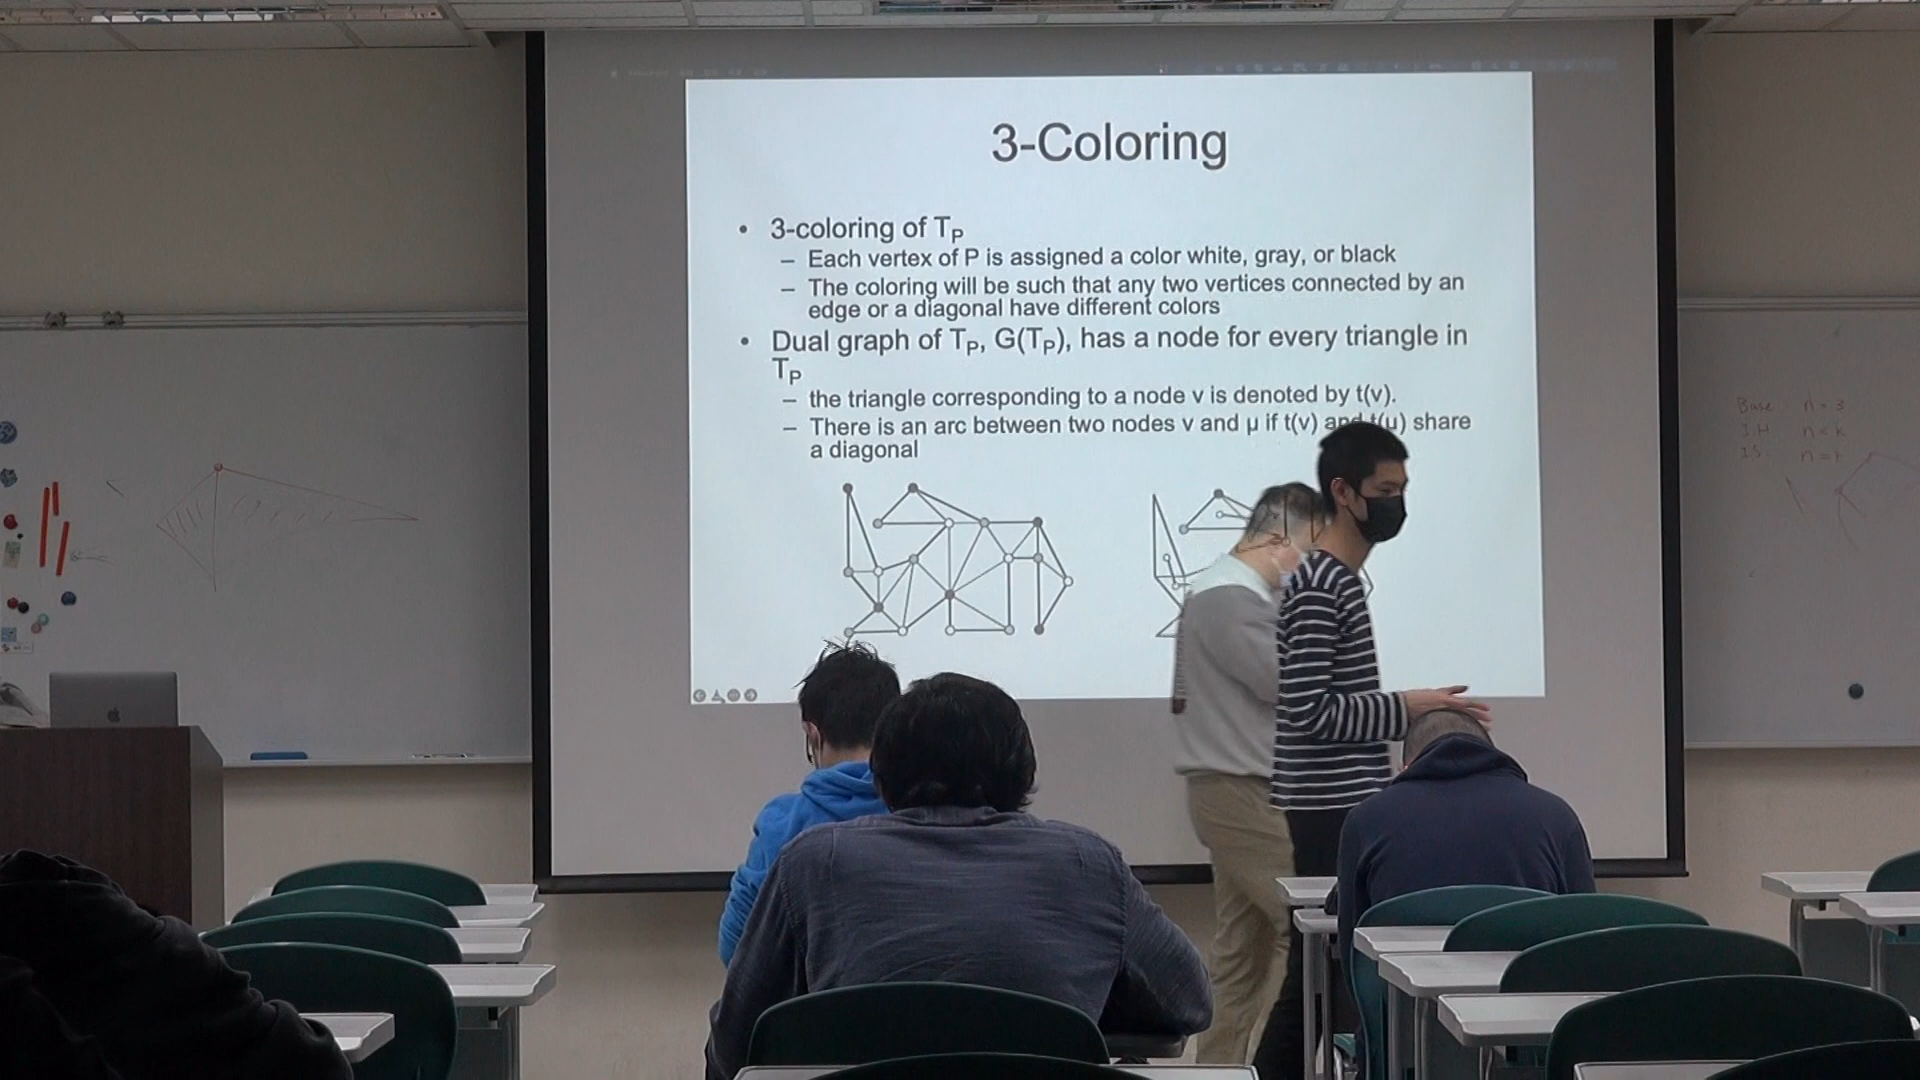 3-Coloring
• 3-coloring of TP
– Each vertex of P is assigned a color white, gray, or black
– The coloring will be such that any two vertices connected by an
edge or a diagonal have different colors
• Dual graph of TP, G(TP), has a node for every triangle in
TP
– the triangle corresponding to a node v is denoted by t(v).
– There is an arc between two nodes v and μ if t(v) and t(μ) share
a diagonal
Base n=3
I.H n<k
IS n=k